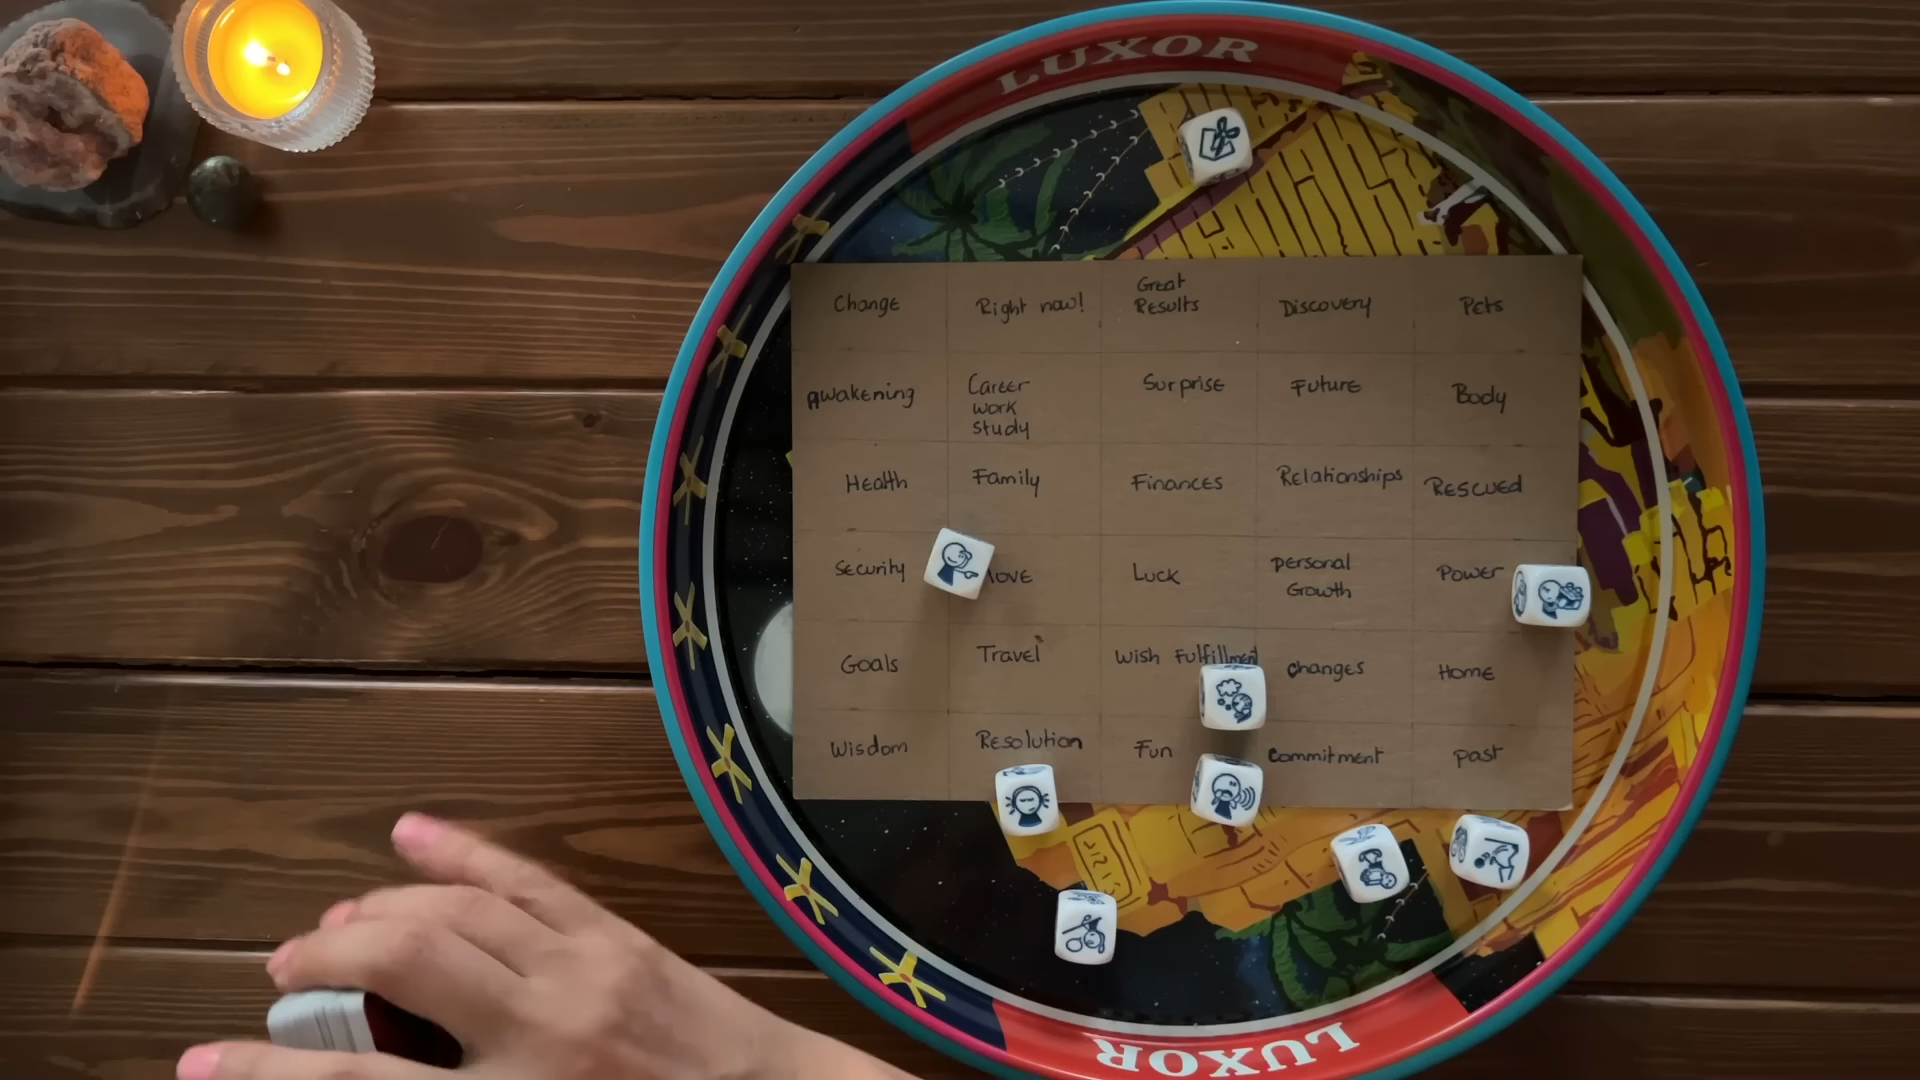 LUXOR
Change
Right now!
Great
Results
Discovery
Pets
Awakening
Career
work
study
Surprise
Future
Body
Health
Family
Finances
Relationships
Rescued
Security
Love
Luck
personal
Growth
Power
Goals
Travel
Wish Fulfillment
changes
Home
Wisdom
Resolution
Fun
Commitment
past
LUXOR